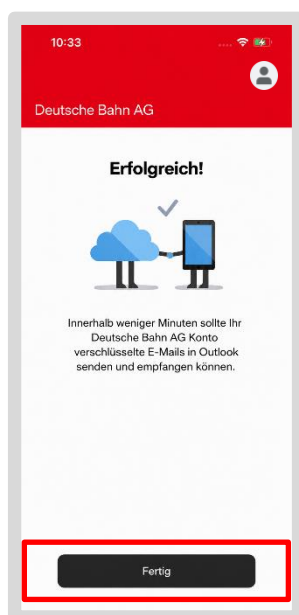 10:33
Deutsche Bahn AG
Erfolgreich!
Innerhalb weniger Minuten sollte Ihr
Deutsche Bahn AG Konto
verschlüsselte E-Mails in Outlook
senden und empfangen können.
Fertig